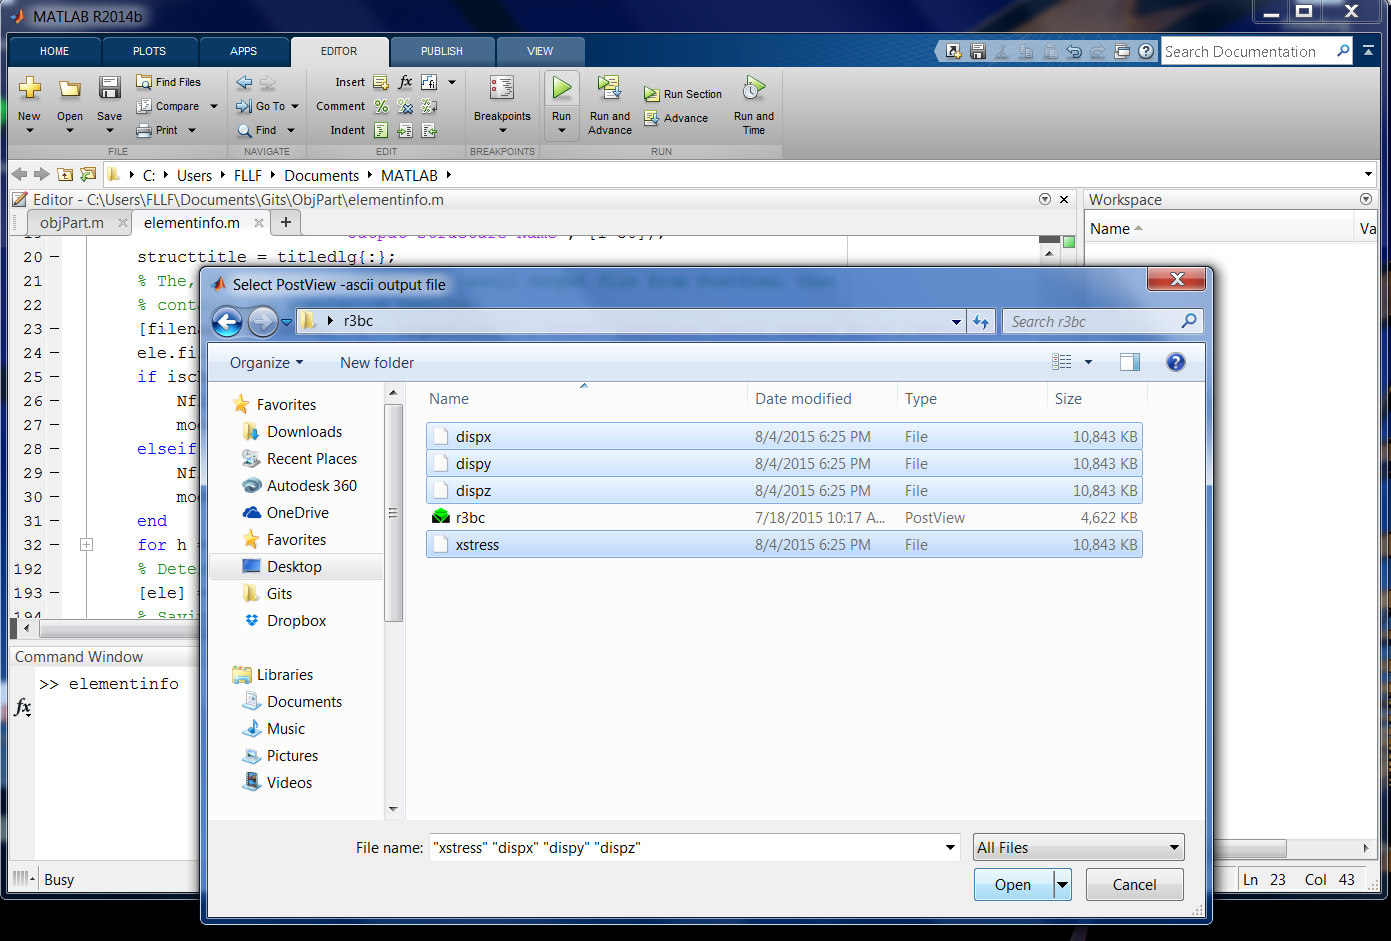 MATLAB R2014b
HOME PLOTS APPS EDITOR PUBLISH VIEW
Search Documentation
New Open Save
Find Files
Compare
Print
Go To
Find
Insert fx
Comment
Indent
Breakpoints
Run
Run and Advance
Run Section
Advance
Run and Time
FILE NAVIGATE EDIT BREAKPOINTS RUN
C: Users FLLF Documents MATLAB
Editor - C:\Users\FLLF\Documents\Gits\ObjPart\elementinfo.m
Workspace
objPart.m elementinfo.m +
Name Va
20 structtitle = titledlg{:};
21 % The,
22 % conta
23 [filena
24 ele.fi
25 if isc
26 Nf
27 mo
28 elseif
29 Nf
30 mo
31 end
32 for h
192 % Dete
193 [ele]
194
Select PostView -ascii output file
r3bc
Search r3bc
Organize New folder
Name Date modified Type Size
dispx 8/4/2015 6:25 PM File 10,843 KB
dispy 8/4/2015 6:25 PM File 10,843 KB
dispz 8/4/2015 6:25 PM File 10,843 KB
r3bc 7/18/2015 10:17 A... PostView 4,622 KB
xstress 8/4/2015 6:25 PM File 10,843 KB
Favorites
Downloads
Recent Places
Autodesk 360
OneDrive
Favorites
Desktop
Gits
Dropbox
Libraries
Documents
Music
Pictures
Videos
File name: "xstress" "dispx" "dispy" "dispz"
All Files
Open Cancel
Command Window
>> elementinfo
fx
Busy
Ln 23 Col 43